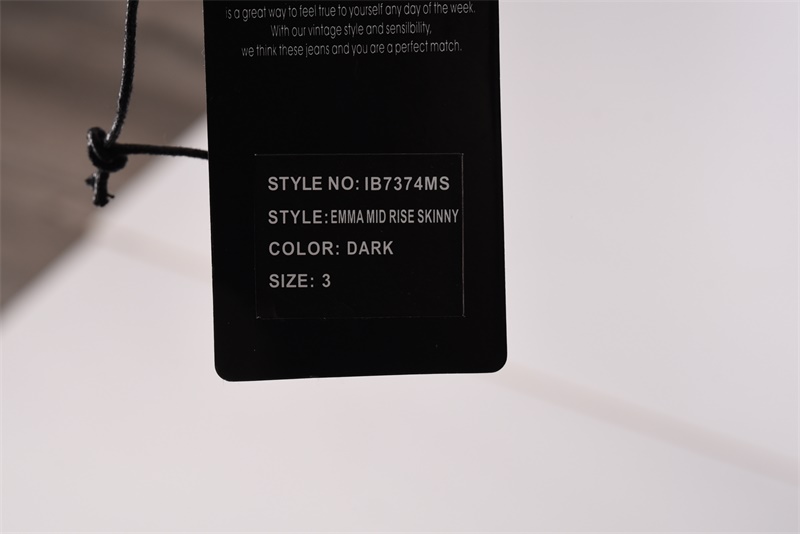 is a great way to feel true to yourself any day of the week.
With our vintage style and sensibility,
we think these jeans and you are a perfect match.
STYLE NO: IB7374MS
STYLE: EMMA MID RISE SKINNY
COLOR: DARK
SIZE: 3